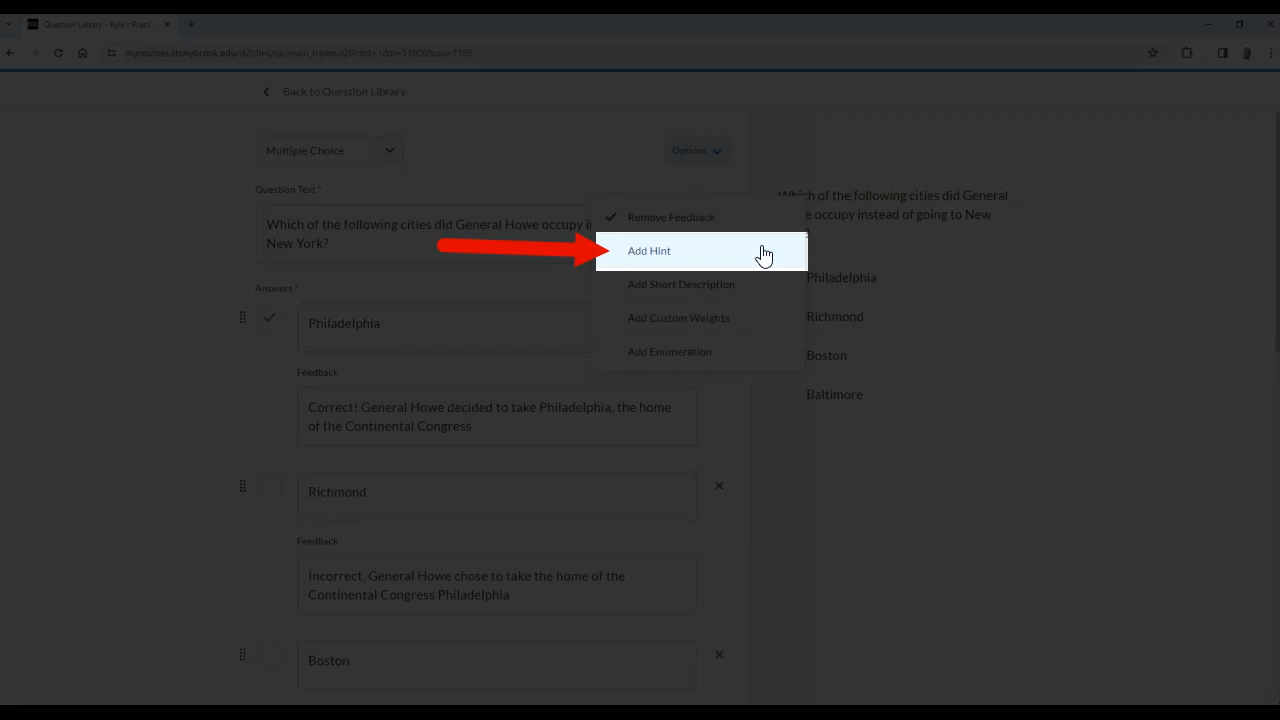 Question Library - Kyle's Pract
mycourses.stonybrook.edu/d2l/lms/qc/main_frame.d2l
Back to Question Library
Multiple Choice
Options
Question Text *
Which of the following cities did General Howe occupy
New York?
Remove Feedback
Add Hint
Add Short Description
Add Custom Weights
Add Enumeration
Answers *
Philadelphia
Feedback
Correct! General Howe decided to take Philadelphia, the home
of the Continental Congress
Richmond
Feedback
Incorrect, General Howe chose to take the home of the
Continental Congress Philadelphia
Boston
Which of the following cities did General
occupy instead of going to New
Philadelphia
Richmond
Boston
Baltimore